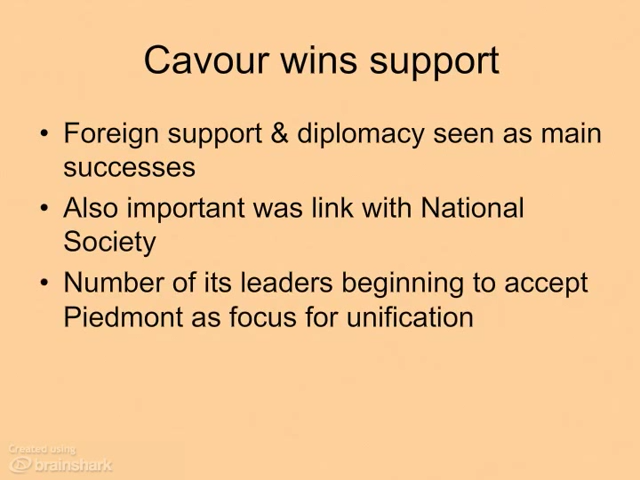 Cavour wins support
• Foreign support & diplomacy seen as main
successes
• Also important was link with National
Society
• Number of its leaders beginning to accept
Piedmont as focus for unification
Created using
brainshark